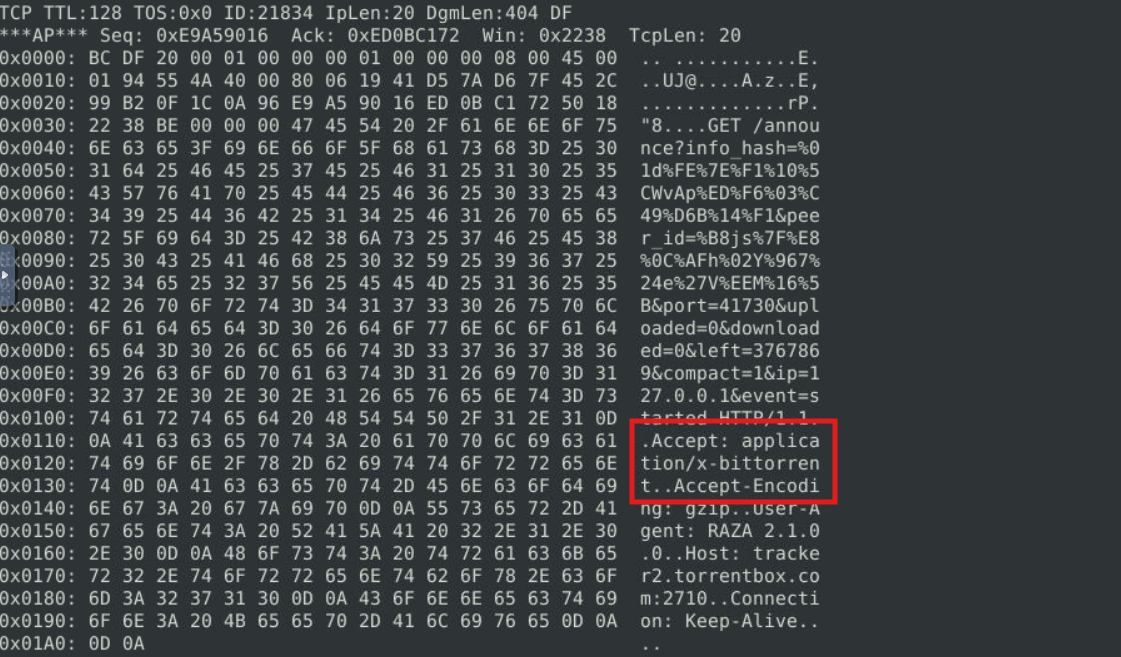 TCP TTL:128 TOS:0x0 ID:21834 IpLen:20 DgmLen:404 DF
***AP*** Seq: 0xE9A59016  Ack: 0xED0BC172  Win: 0x2238  TcpLen: 20
0x0000: BC DF 20 00 01 00 00 00 01 00 00 00 08 00 45 00  .. ...........E.
0x0010: 01 94 55 4A 40 00 80 06 19 41 D5 7A D6 7F 45 2C  ..UJ@....A.z..E,
0x0020: 99 B2 0F 1C 0A 96 E9 A5 90 16 ED 0B C1 72 50 18  .............rP.
0x0030: 22 38 BE 00 00 00 47 45 54 20 2F 61 6E 6E 6F 75  "8....GET /annou
0x0040: 6E 63 65 3F 69 6E 66 6F 5F 68 61 73 68 3D 25 30  nce?info_hash=%0
0x0050: 31 64 25 46 45 25 37 45 25 46 31 25 31 30 25 35  1d%FE%7E%F1%10%5
0x0060: 43 57 76 41 70 25 45 44 25 46 36 25 30 33 25 43  CWvAp%ED%F6%03%C
0x0070: 34 39 25 44 36 42 25 31 34 25 46 31 26 70 65 65  49%D6B%14%F1&pee
0x0080: 72 5F 69 64 3D 25 42 38 6A 73 25 37 46 25 45 38  r_id=%B8js%7F%E8
0x0090: 25 30 43 25 41 46 68 25 30 32 59 25 39 36 37 25  %0C%AFh%02Y%967%
0x00A0: 32 34 65 25 32 37 56 25 45 45 4D 25 31 36 25 35  24e%27V%EEM%16%5
0x00B0: 42 26 70 6F 72 74 3D 34 31 37 33 30 26 75 70 6C  B&port=41730&upl
0x00C0: 6F 61 64 65 64 3D 30 26 64 6F 77 6E 6C 6F 61 64  oaded=0&download
0x00D0: 65 64 3D 30 26 6C 65 66 74 3D 33 37 36 37 38 36  ed=0&left=376786
0x00E0: 39 26 63 6F 6D 70 61 63 74 3D 31 26 69 70 3D 31  9&compact=1&ip=1
0x00F0: 32 37 2E 30 2E 30 2E 31 26 65 76 65 6E 74 3D 73  27.0.0.1&event=s
0x0100: 74 61 72 74 65 64 20 48 54 54 50 2F 31 2E 31 0D  tarted HTTP/1.1.
0x0110: 0A 41 63 63 65 70 74 3A 20 61 70 70 6C 69 63 61  .Accept: applica
0x0120: 74 69 6F 6E 2F 78 2D 62 69 74 74 6F 72 72 65 6E  tion/x-bittorren
0x0130: 74 0D 0A 41 63 63 65 70 74 2D 45 6E 63 6F 64 69  t..Accept-Encodi
0x0140: 6E 67 3A 20 67 7A 69 70 0D 0A 55 73 65 72 2D 41  ng: gzip..User-A
0x0150: 67 65 6E 74 3A 20 52 41 5A 41 20 32 2E 31 2E 30  gent: RAZA 2.1.0
0x0160: 2E 30 0D 0A 48 6F 73 74 3A 20 74 72 61 63 6B 65  .0..Host: tracke
0x0170: 72 32 2E 74 6F 72 72 65 6E 74 62 6F 78 2E 63 6F  r2.torrentbox.co
0x0180: 6D 3A 32 37 31 30 0D 0A 43 6F 6E 6E 65 63 74 69  m:2710..Connecti
0x0190: 6F 6E 3A 20 4B 65 65 70 2D 41 6C 69 76 65 0D 0A  on: Keep-Alive..
0x01A0: 0D 0A  ..